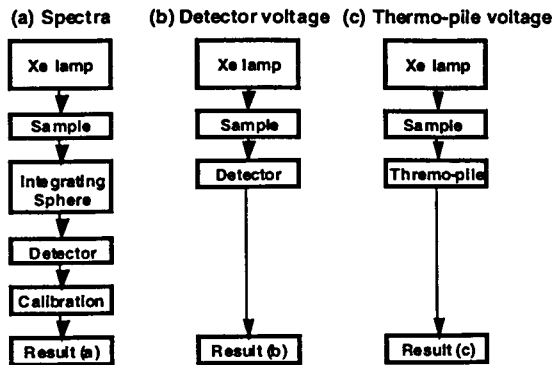 (a) Spectra (b) Detector voltage (c) Thermo-pile voltage
Xe lamp
Sample
Integrating
Sphere
Detector
Calibration
Result (a)
Xe lamp
Sample
Detector
Result (b)
Xe lamp
Sample
Thremo-pile
Result (c)